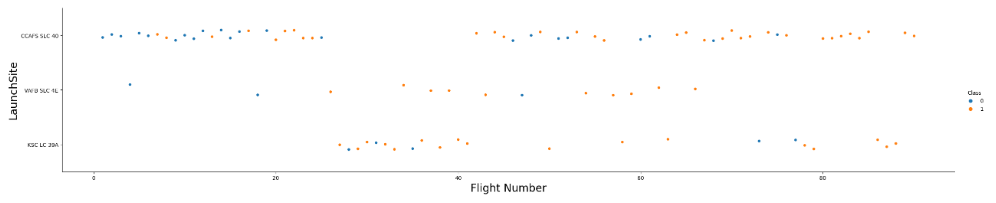 CCAFS SLC 40
VAFB SLC 4E
KSC LC 39A
LaunchSite
0
20
40
60
80
Flight Number
Class
0
1